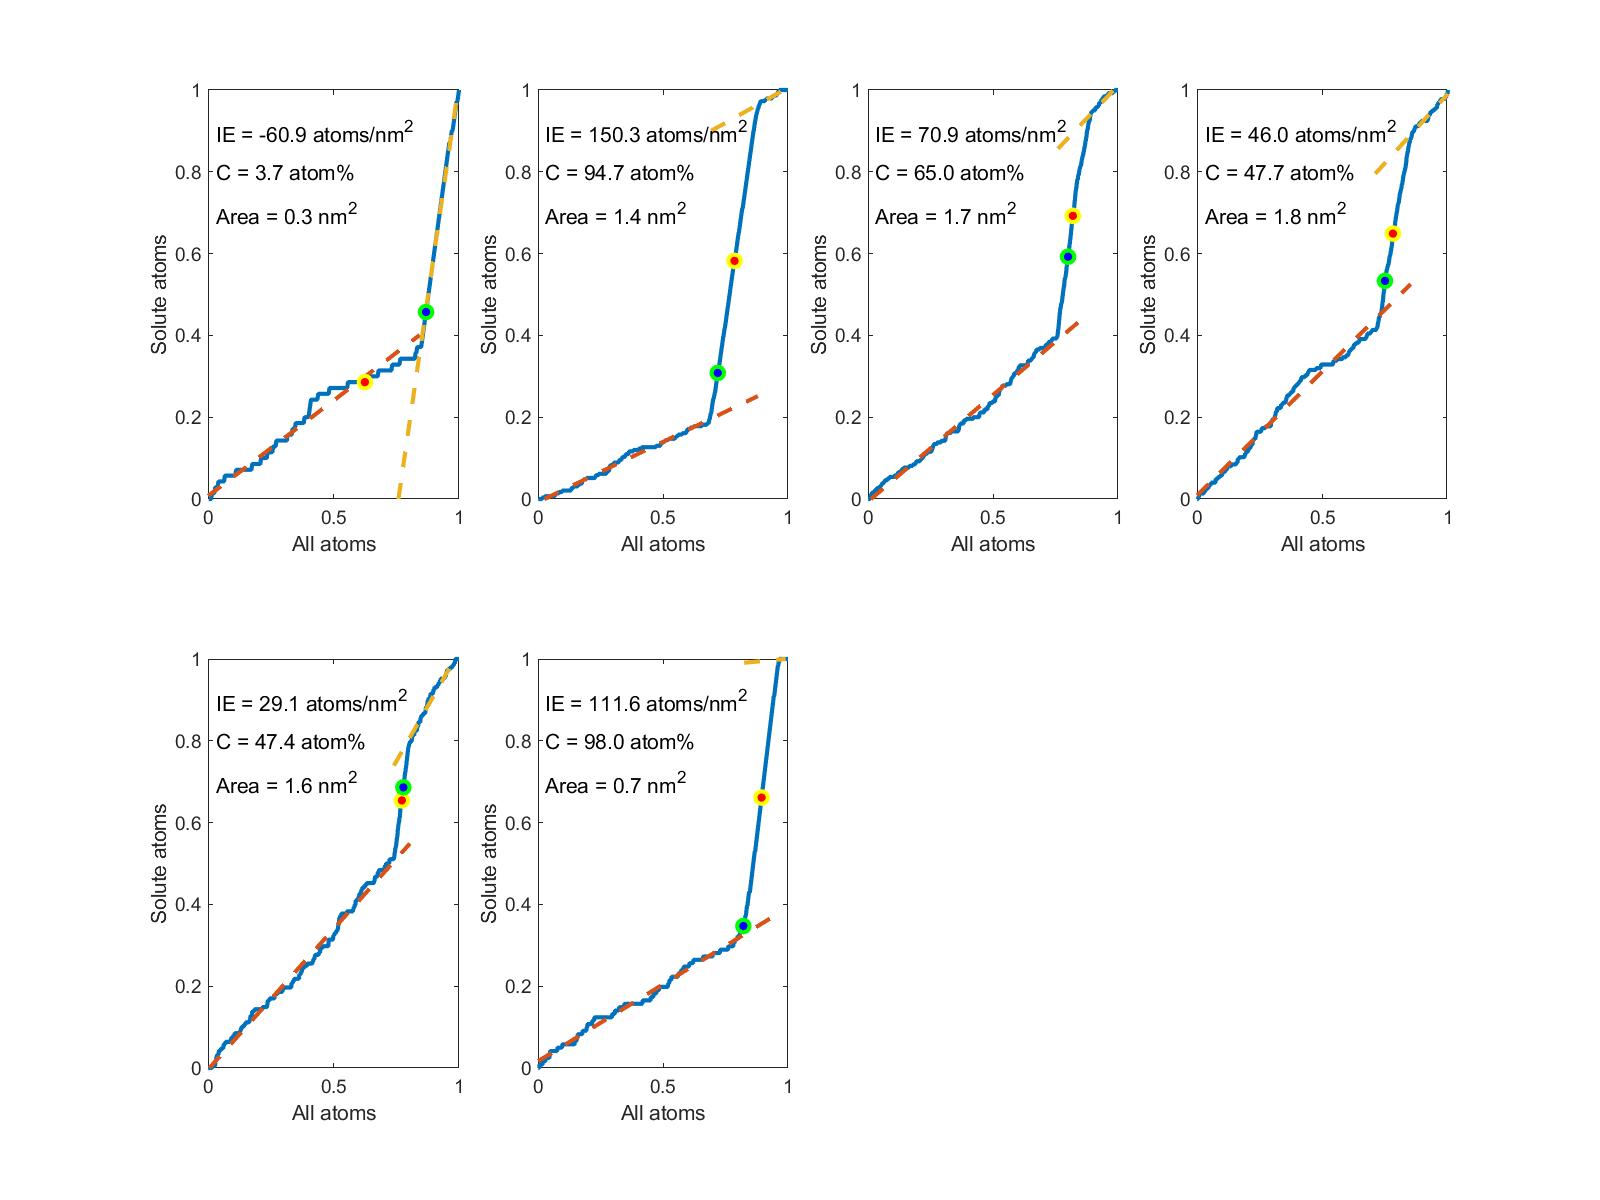 IE = -60.9 atoms/nm2
C = 3.7 atom%
Area = 0.3 nm2
1
0.8
0.6
0.4
0.2
0
0 0.5 1
Solute atoms
All atoms
IE = 150.3 atoms/nm2
C = 94.7 atom%
Area = 1.4 nm2
1
0.8
0.6
0.4
0.2
0
0 0.5 1
Solute atoms
All atoms
IE = 70.9 atoms/nm2
C = 65.0 atom%
Area = 1.7 nm2
1
0.8
0.6
0.4
0.2
0
0 0.5 1
Solute atoms
All atoms
IE = 46.0 atoms/nm2
C = 47.7 atom%
Area = 1.8 nm2
1
0.8
0.6
0.4
0.2
0
0 0.5 1
Solute atoms
All atoms
IE = 29.1 atoms/nm2
C = 47.4 atom%
Area = 1.6 nm2
1
0.8
0.6
0.4
0.2
0
0 0.5 1
Solute atoms
All atoms
IE = 111.6 atoms/nm2
C = 98.0 atom%
Area = 0.7 nm2
1
0.8
0.6
0.4
0.2
0
0 0.5 1
Solute atoms
All atoms